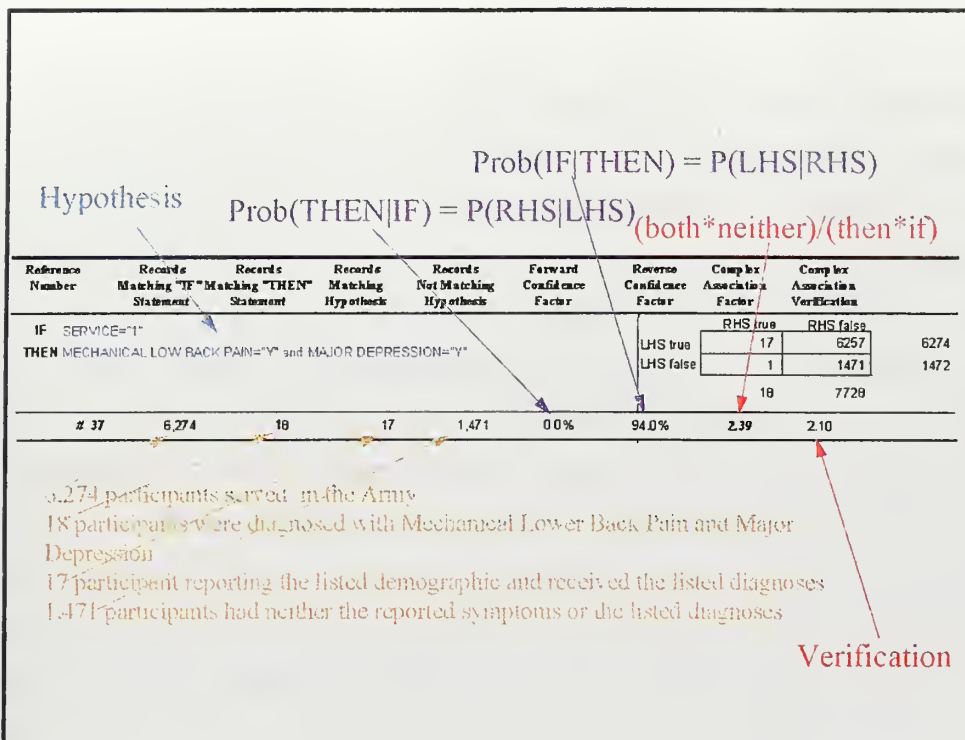 Prob(IF|THEN) = P(LHS|RHS)
Hypothesis
Prob(THEN|IF) = P(RHS|LHS)
(both*neither)/(then*if)
Reference Records Records Records Records Forward Reverse Complex Complex
Number Matching "IF" Matching "THEN" Matching Not Matching Confidence Confidence Association Association
Statement Statement Hypothesis Hypothesis Factor Factor Factor Verification
IF SERVICE="1"
THEN MECHANICAL LOW BACK PAIN="Y" and MAJOR DEPRESSION="Y"
RHS true RHS false
LHS true 17 6257 6274
LHS false 1 1471 1472
18 7728
# 37 6,274 18 17 1,471 0.0% 94.0% 2.39 2.10
6,274 participants served in the Army
18 participants were diagnosed with Mechanical Lower Back Pain and Major
Depression
17 participant reporting the listed demographic and received the listed diagnoses
1,471 participants had neither the reported symptoms or the listed diagnoses
Verification